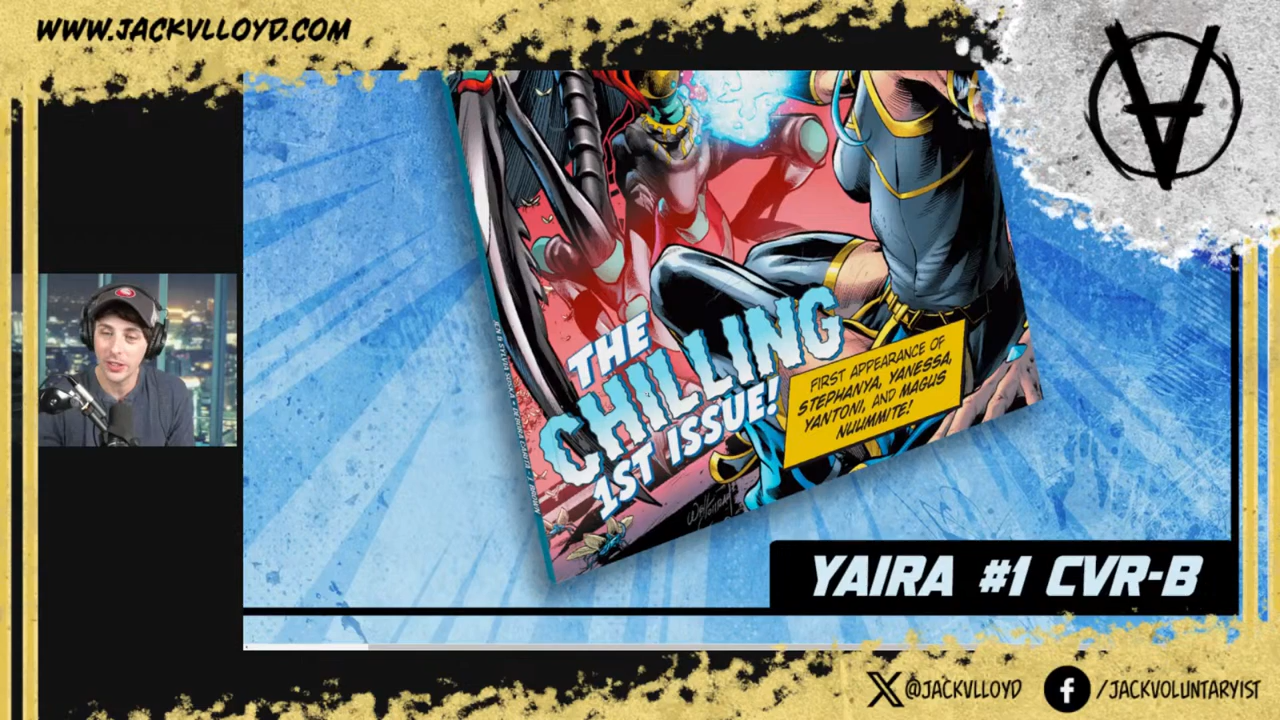 WWW.JACKVLLOYD.COM
THE
CHILLING
1ST ISSUE!
FIRST APPEARANCE OF
STEPHANYA, YANESSA,
YANTONI, AND MAGUS
NUUMMITE!
YAIRA #1 CVR-B
@JACKVLLOYD
/JACKVOLUNTARYIST